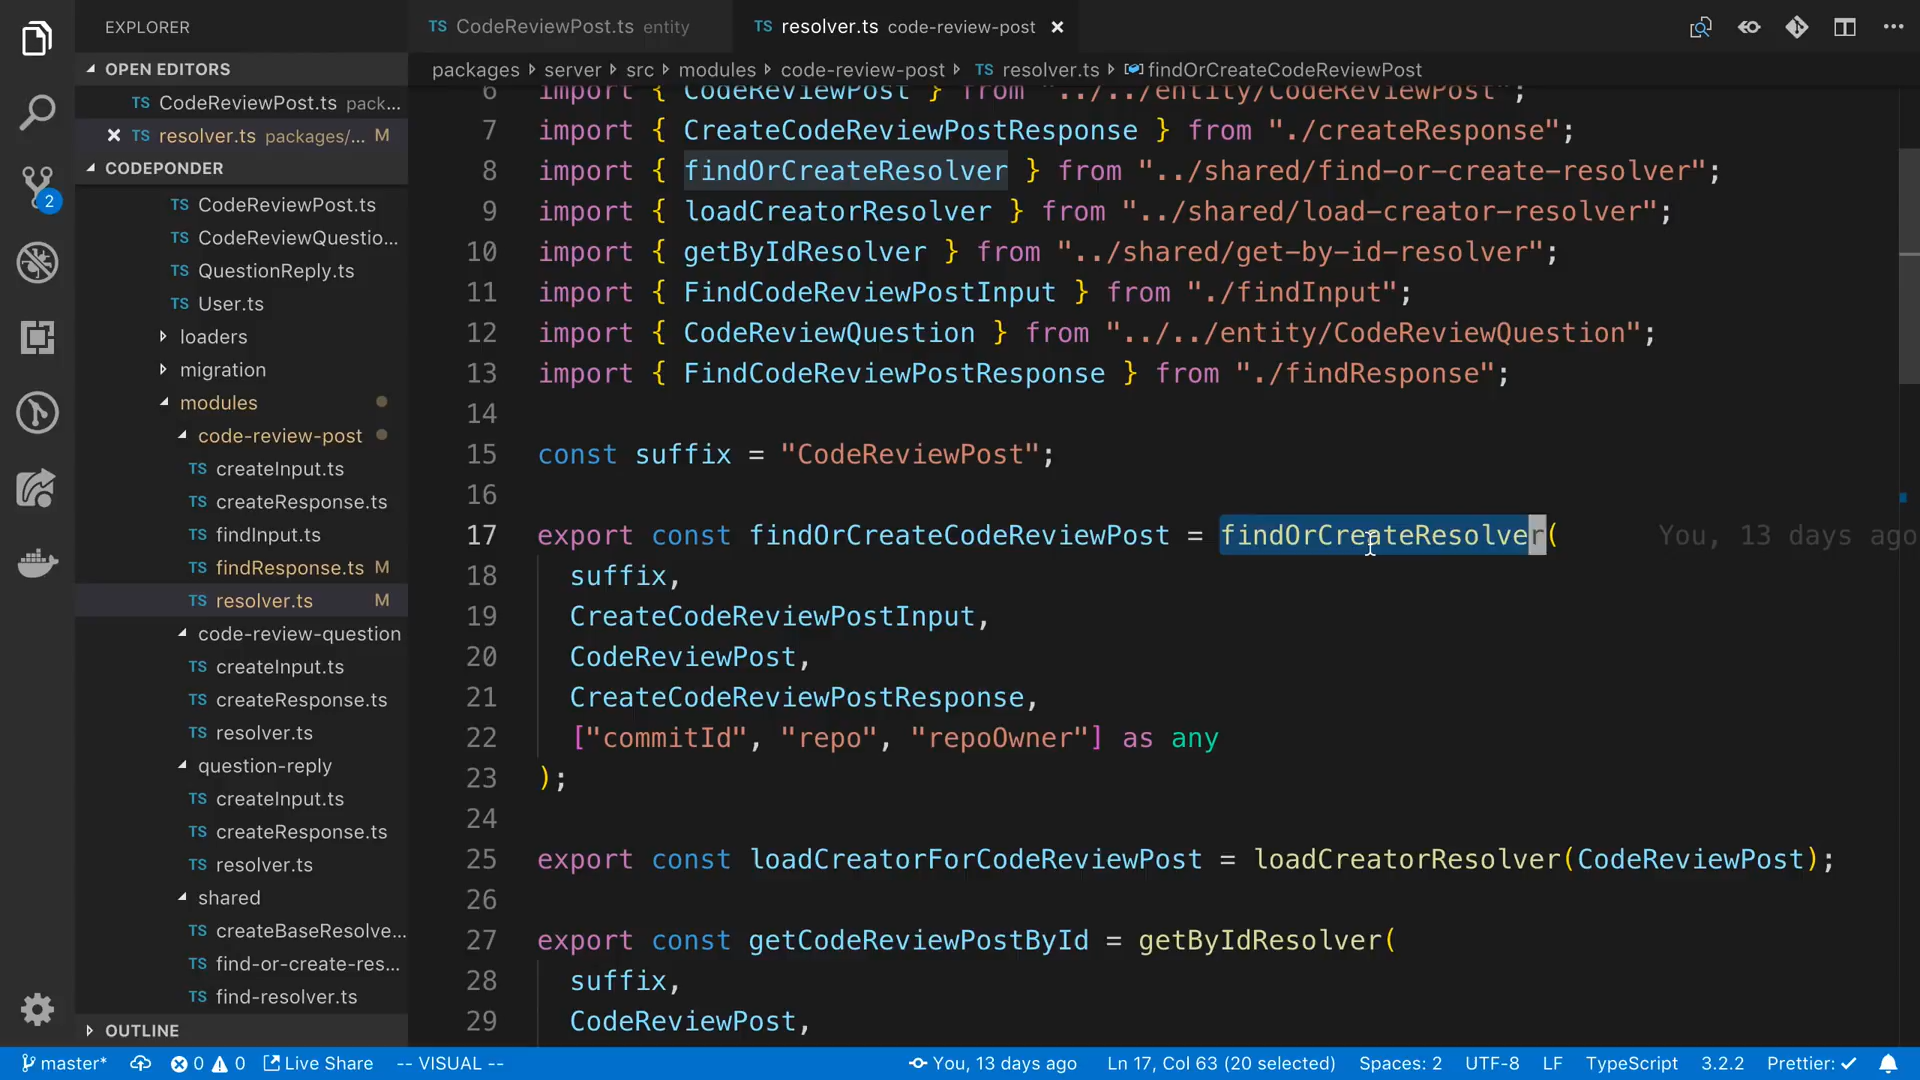 EXPLORER
OPEN EDITORS
TS CodeReviewPost.ts pack...
TS resolver.ts packages/... M
CODEPONDER
TS CodeReviewPost.ts
TS CodeReviewQuestio...
TS QuestionReply.ts
TS User.ts
loaders
migration
modules
code-review-post
TS createInput.ts
TS createResponse.ts
TS findInput.ts
TS findResponse.ts M
TS resolver.ts M
code-review-question
TS createInput.ts
TS createResponse.ts
TS resolver.ts
question-reply
TS createInput.ts
TS createResponse.ts
TS resolver.ts
shared
TS createBaseResolve...
TS find-or-create-res...
TS find-resolver.ts
OUTLINE
2
TS CodeReviewPost.ts entity
TS resolver.ts code-review-post
packages server src modules code-review-post TS resolver.ts findOrCreateCodeReviewPost
6 import { CodeReviewPost } from "../../entity/CodeReviewPost";
7 import { CreateCodeReviewPostResponse } from "./createResponse";
8 import { findOrCreateResolver } from "../shared/find-or-create-resolver";
9 import { loadCreatorResolver } from "../shared/load-creator-resolver";
10 import { getByIdResolver } from "../shared/get-by-id-resolver";
11 import { FindCodeReviewPostInput } from "./findInput";
12 import { CodeReviewQuestion } from "../../entity/CodeReviewQuestion";
13 import { FindCodeReviewPostResponse } from "./findResponse";
14
15 const suffix = "CodeReviewPost";
16
17 export const findOrCreateCodeReviewPost = findOrCreateResolver( You, 13 days ago
18 suffix,
19 CreateCodeReviewPostInput,
20 CodeReviewPost,
21 CreateCodeReviewPostResponse,
22 ["commitId", "repo", "repoOwner"] as any
23 );
24
25 export const loadCreatorForCodeReviewPost = loadCreatorResolver(CodeReviewPost);
26
27 export const getCodeReviewPostById = getByIdResolver(
28 suffix,
29 CodeReviewPost,
master* 0 0 Live Share -- VISUAL -- You, 13 days ago Ln 17, Col 63 (20 selected) Spaces: 2 UTF-8 LF TypeScript 3.2.2 Prettier: ✓